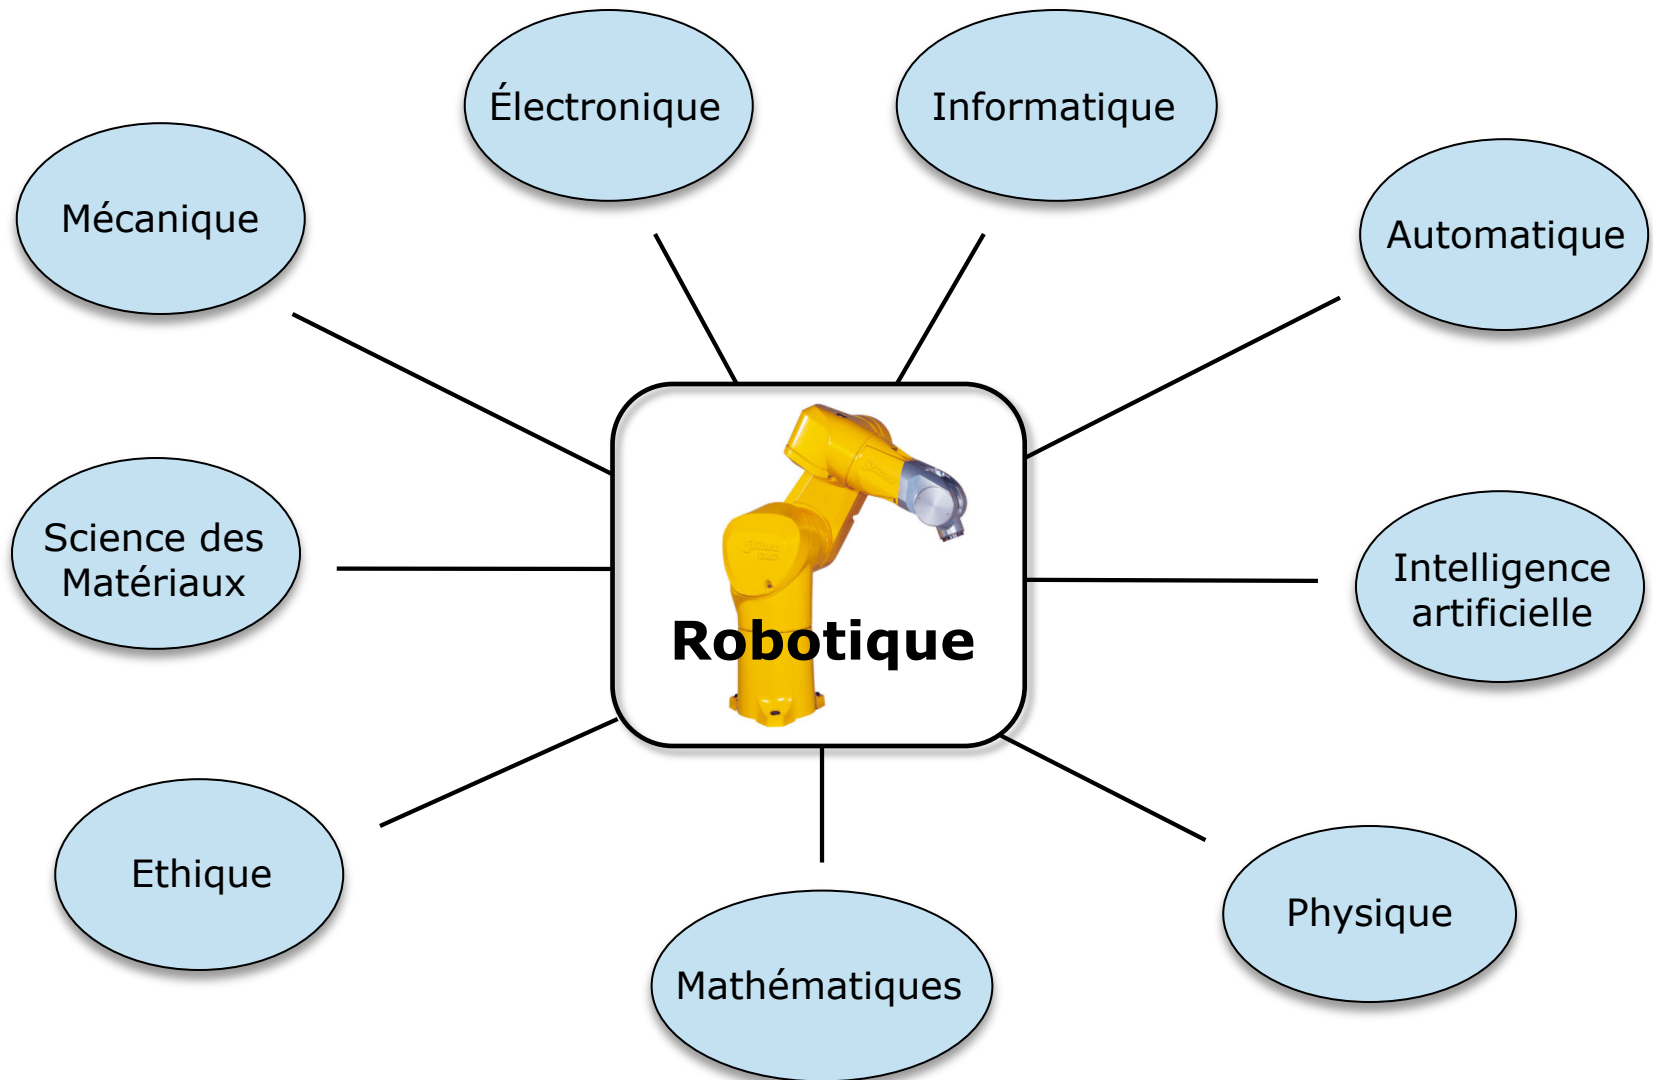 Électronique
Informatique
Mécanique
Automatique
Science des
Matériaux
Intelligence
artificielle
Robotique
Ethique
Physique
Mathématiques